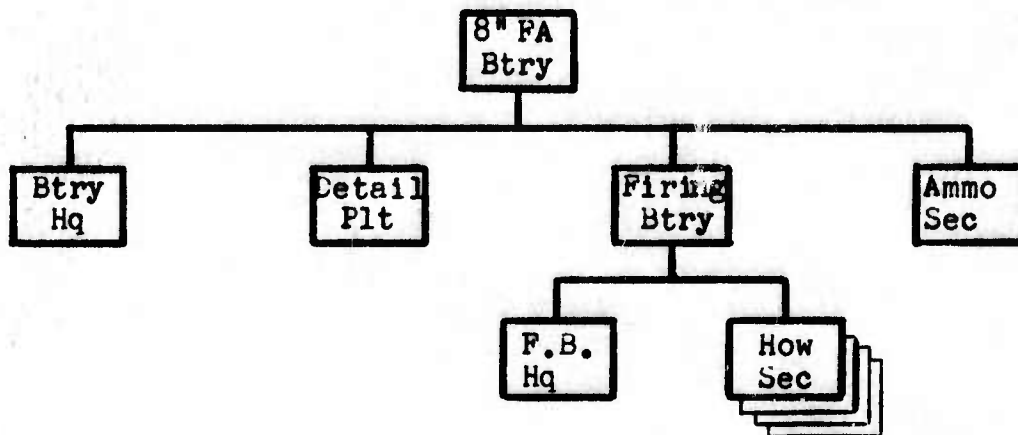 8" FA
Btry
Btry
Hq
Detail
Plt
Firing
Btry
Ammo
Sec
F.B.
Hq
How
Sec